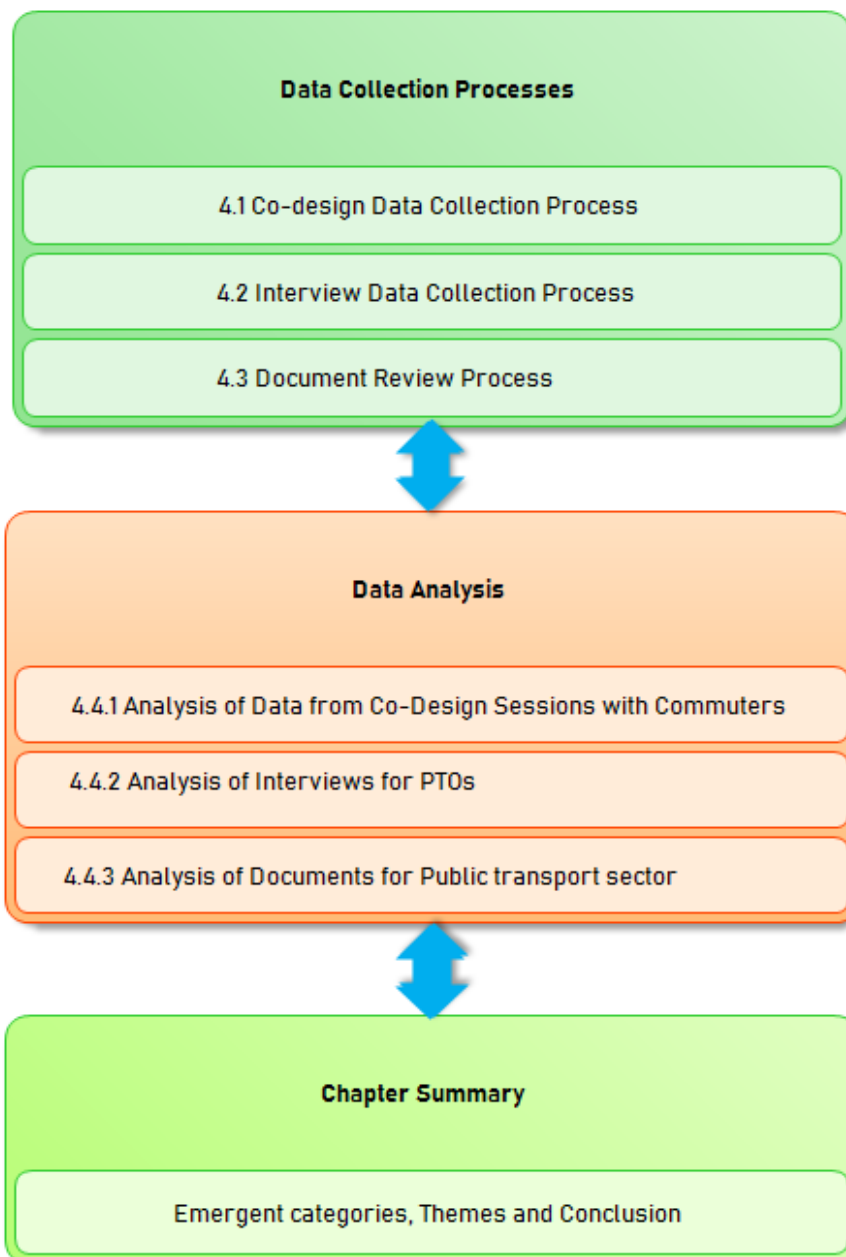 Data Collection Processes
4.1 Co-design Data Collection Process
4.2 Interview Data Collection Process
4.3 Document Review Process
Data Analysis
4.4.1 Analysis of Data from Co-Design Sessions with Commuters
4.4.2 Analysis of Interviews for PTOs
4.4.3 Analysis of Documents for Public transport sector
Chapter Summary
Emergent categories, Themes and Conclusion